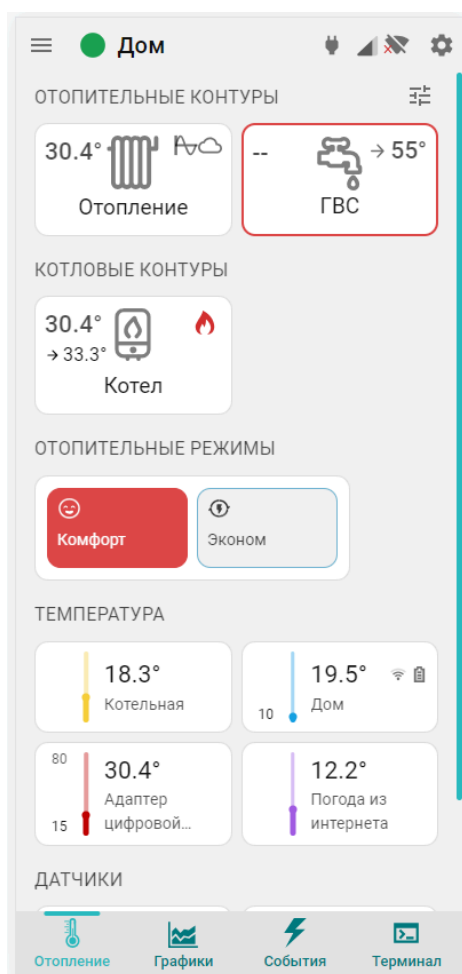 Дом
ОТОПИТЕЛЬНЫЕ КОНТУРЫ
30.4°
Отопление
--
→ 55°
ГВС
КОТЛОВЫЕ КОНТУРЫ
30.4°
→ 33.3°
Котел
ОТОПИТЕЛЬНЫЕ РЕЖИМЫ
Комфорт
Эконом
ТЕМПЕРАТУРА
18.3°
Котельная
19.5°
10
Дом
80
30.4°
Адаптер
15
цифровой...
12.2°
Погода из
интернета
ДАТЧИКИ
Отопление
Графики
События
Терминал